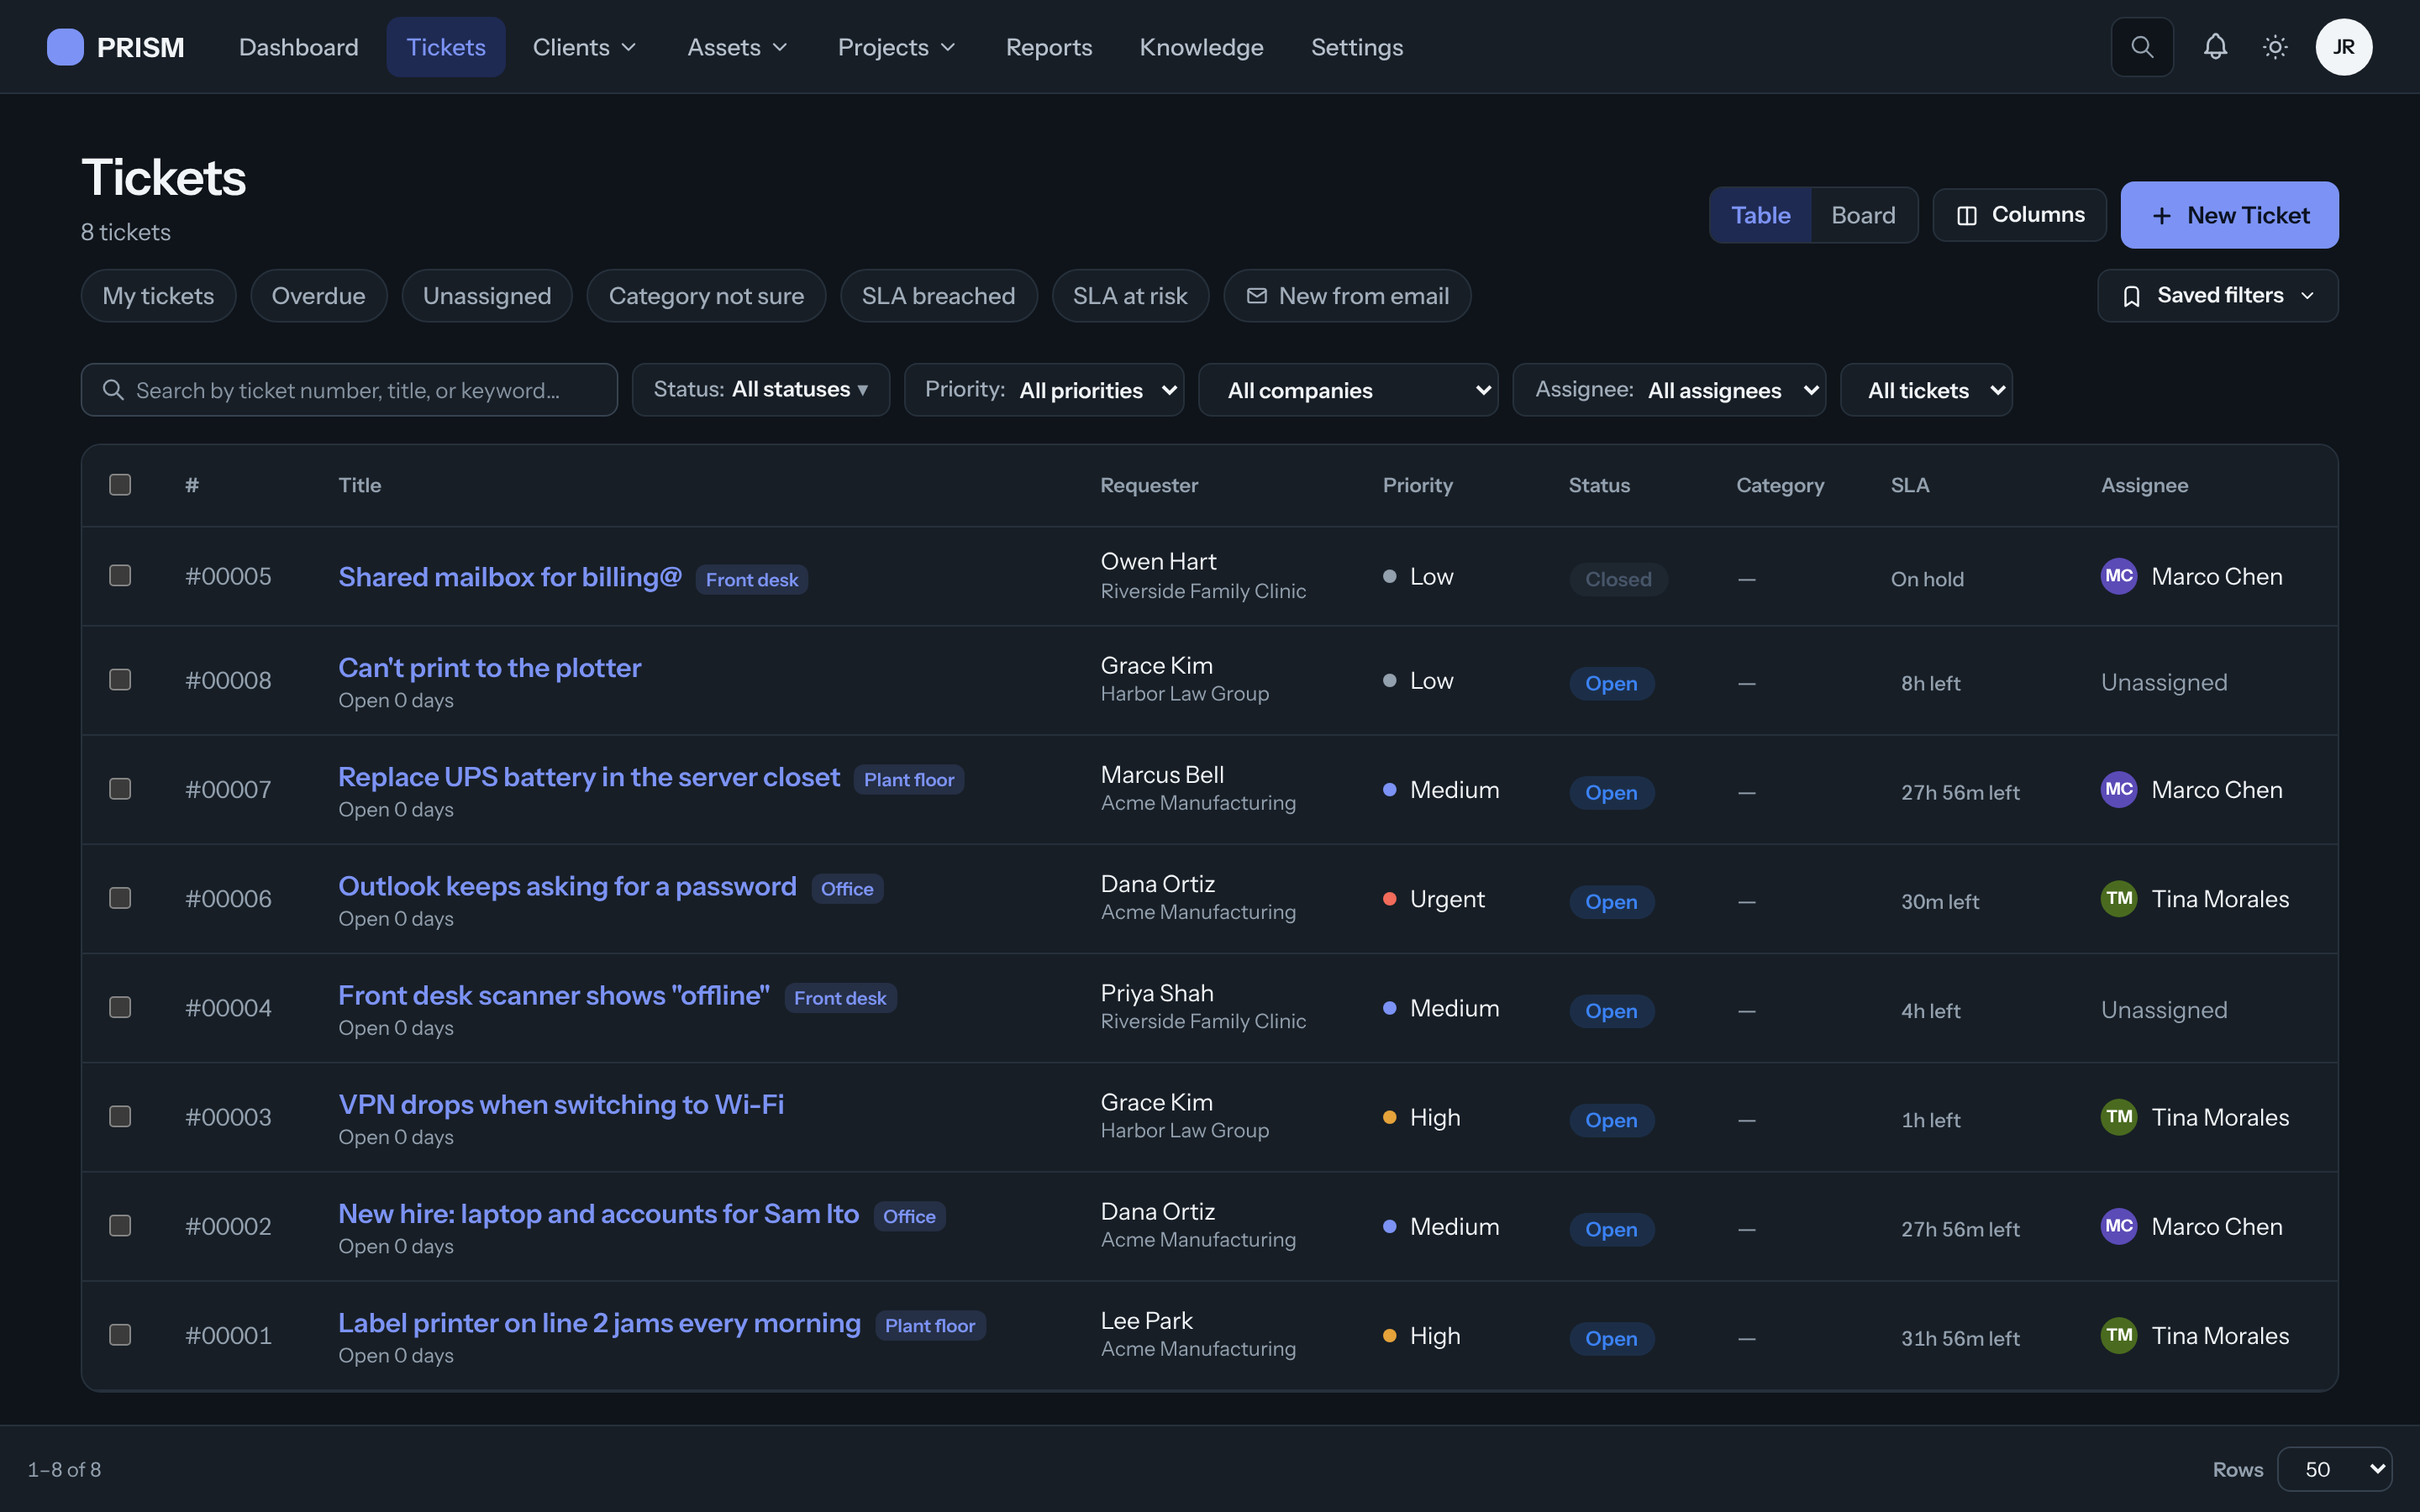 PRISM Dashboard Tickets Clients Assets Projects Reports Knowledge Settings JR
Tickets
8 tickets
Table Board Columns + New Ticket
My tickets Overdue Unassigned Category not sure SLA breached SLA at risk New from email Saved filters
Search by ticket number, title, or keyword... Status: All statuses ▾ Priority: All priorities All companies Assignee: All assignees All tickets
# Title Requester Priority Status Category SLA Assignee
#00005 Shared mailbox for billing@ Front desk Owen Hart Low Closed — On hold MC Marco Chen
Riverside Family Clinic
#00008 Can't print to the plotter Grace Kim Low Open — 8h left Unassigned
Open 0 days Harbor Law Group
#00007 Replace UPS battery in the server closet Plant floor Marcus Bell Medium Open — 27h 56m left MC Marco Chen
Open 0 days Acme Manufacturing
#00006 Outlook keeps asking for a password Office Dana Ortiz Urgent Open — 30m left TM Tina Morales
Open 0 days Acme Manufacturing
#00004 Front desk scanner shows "offline" Front desk Priya Shah Medium Open — 4h left Unassigned
Open 0 days Riverside Family Clinic
#00003 VPN drops when switching to Wi-Fi Grace Kim High Open — 1h left TM Tina Morales
Open 0 days Harbor Law Group
#00002 New hire: laptop and accounts for Sam Ito Office Dana Ortiz Medium Open — 27h 56m left MC Marco Chen
Open 0 days Acme Manufacturing
#00001 Label printer on line 2 jams every morning Plant floor Lee Park High Open — 31h 56m left TM Tina Morales
Open 0 days Acme Manufacturing
1–8 of 8 Rows 50